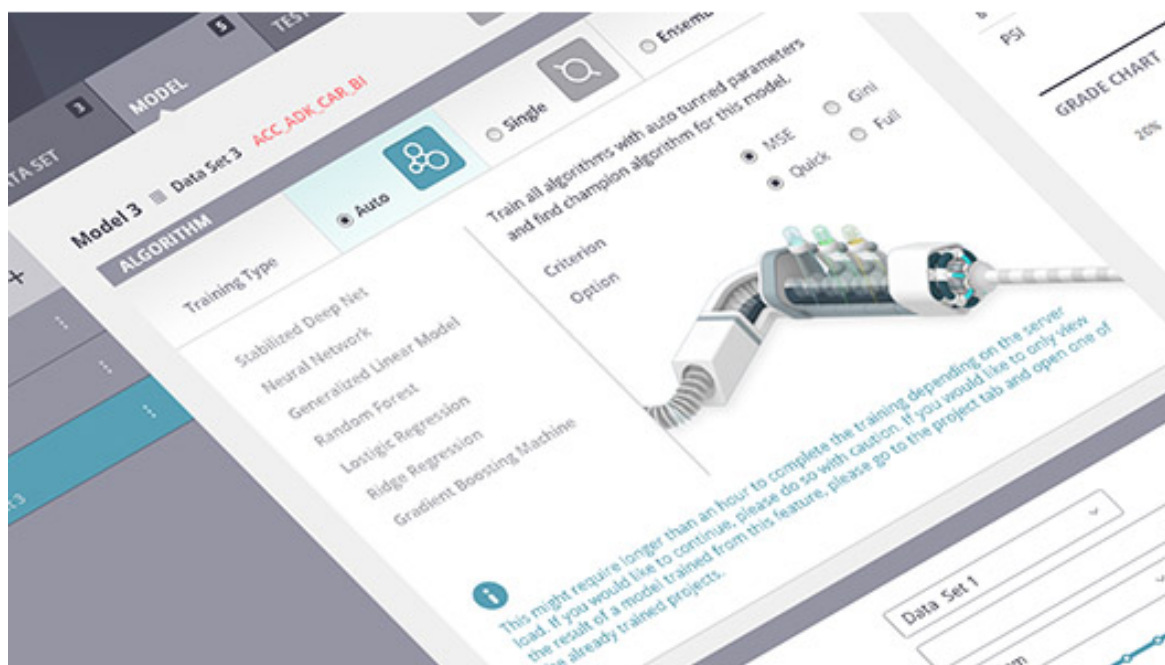 5
TEST
3
MODEL
ATA SET
Model 3 Data Set 3 ACC_ADK_CAR_BI
ALGORITHM
Training Type
Auto
Single
Ensemb
Train all algorithms with auto tunned parameters
and find champion algorithm for this model.
Criterion
MSE
Gini
Option
Quick
Full
Stabilized Deep Net
Neural Network
Generalized Linear Model
Random Forest
Lostigic Regression
Ridge Regression
Gradient Boosting Machine
This might require longer than an hour to complete the training depending on the server
load. If you would like to continue, please do so with caution. If you would like to only view
the result of a model trained from this feature, please go to the project tab and open one of
the already trained projects.
PSI
GRADE CHART
20%
Data Set 1